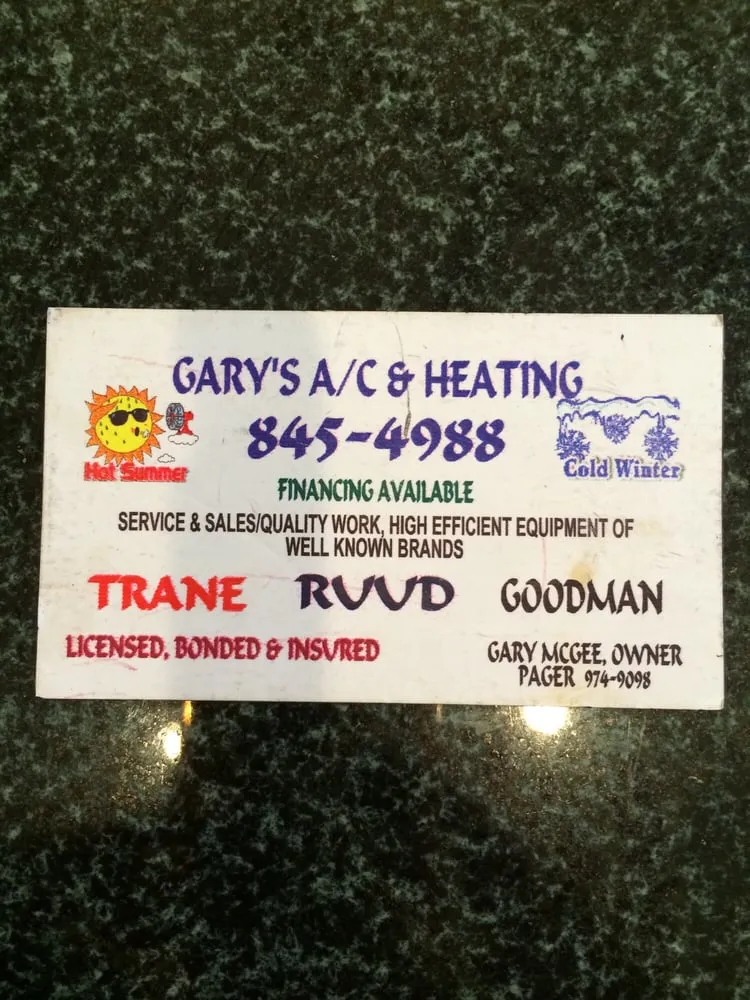 GARY'S A/C & HEATING
845-4988
Hot Summer
Cold Winter
FINANCING AVAILABLE
SERVICE & SALES/QUALITY WORK, HIGH EFFICIENT EQUIPMENT OF
WELL KNOWN BRANDS
TRANE RUUD GOODMAN
LICENSED, BONDED & INSURED
GARY MCGEE, OWNER
PAGER 974-9098